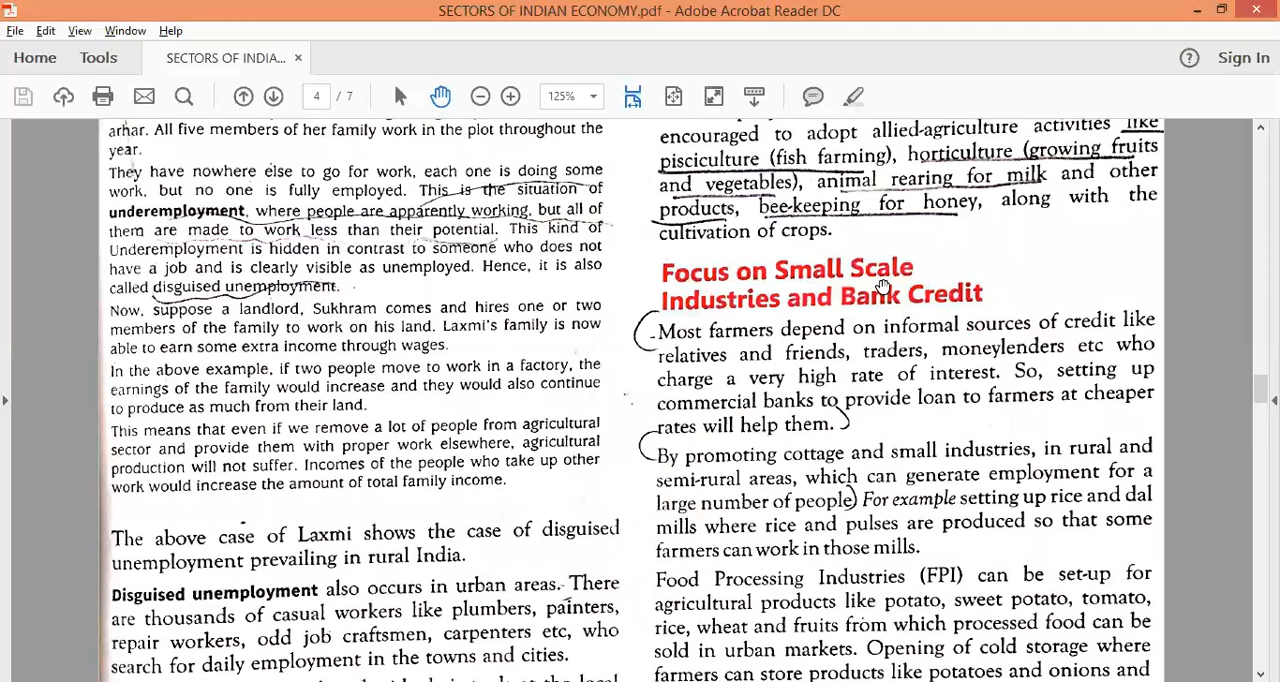 SECTORS OF INDIAN ECONOMY.pdf - Adobe Acrobat Reader DC
File Edit View Window Help
Home Tools SECTORS OF INDIA... × Sign In
4 / 7 125%
arhar. All five members of her family work in the plot throughout the
year.
They have nowhere else to go for work, each one is doing some
work, but no one is fully employed. This is the situation of
underemployment, where people are apparently working, but all of
them are made to work less than their potential. This kind of
Underemployment is hidden in contrast to someone who does not
have a job and is clearly visible as unemployed. Hence, it is also
called disguised unemployment.
Now, suppose a landlord, Sukhram comes and hires one or two
members of the family to work on his land. Laxmi's family is now
able to earn some extra income through wages.
In the above example, if two people move to work in a factory, the
earnings of the family would increase and they would also continue
to produce as much from their land.
This means that even if we remove a lot of people from agricultural
sector and provide them with proper work elsewhere, agricultural
production will not suffer. Incomes of the people who take up other
work would increase the amount of total family income.
The above case of Laxmi shows the case of disguised
unemployment prevailing in rural India.
Disguised unemployment also occurs in urban areas. There
are thousands of casual workers like plumbers, painters,
repair workers, odd job craftsmen, carpenters etc, who
search for daily employment in the towns and cities.
encouraged to adopt allied-agriculture activities like
pisciculture (fish farming), horticulture (growing fruits
and vegetables), animal rearing for milk and other
products, bee-keeping for honey, along with the
cultivation of crops.
Focus on Small Scale
Industries and Bank Credit
Most farmers depend on informal sources of credit like
relatives and friends, traders, moneylenders etc who
charge a very high rate of interest. So, setting up
commercial banks to provide loan to farmers at cheaper
rates will help them.
By promoting cottage and small industries, in rural and
semi-rural areas, which can generate employment for a
large number of people) For example setting up rice and dal
mills where rice and pulses are produced so that some
farmers can work in those mills.
Food Processing Industries (FPI) can be set-up for
agricultural products like potato, sweet potato, tomato,
rice, wheat and fruits from which processed food can be
sold in urban markets. Opening of cold storage where
farmers can store products like potatoes and onions and